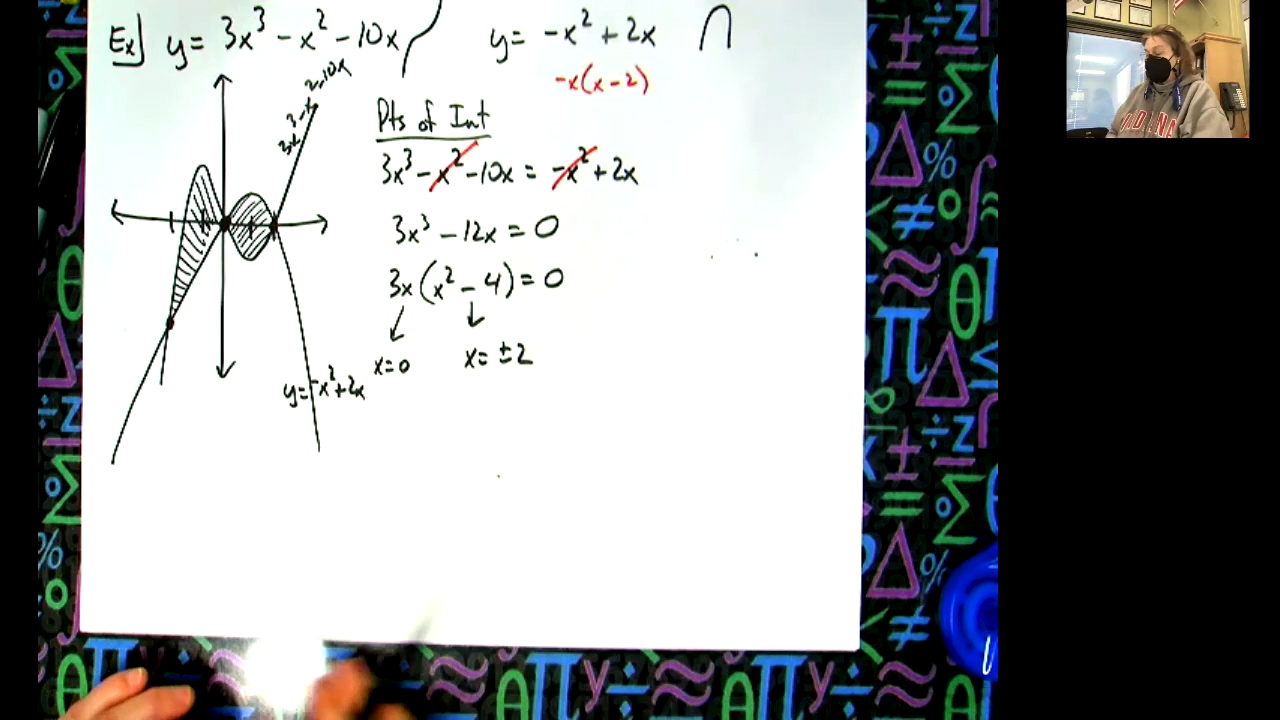 Ex] y = 3x³ - x² - 10x
y = -x² + 2x
-x(x - 2)
Pts of Int
3x³ - x² - 10x = -x² + 2x
3x³ - 12x = 0
3x(x² - 4) = 0
x = 0
x = ±2
y = -x² + 2x
INDIANA